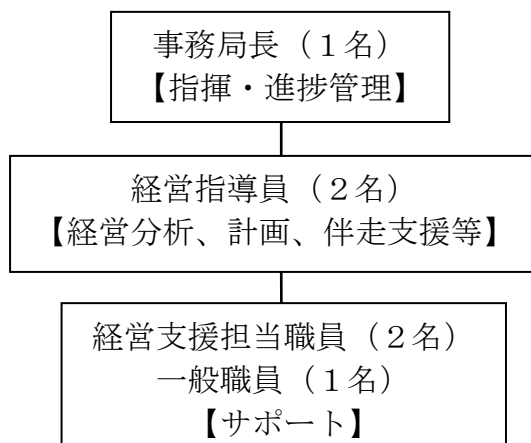 事務局長（１名）
【指揮・進捗管理】
経営指導員（２名）
【経営分析、計画、伴走支援等】
経営支援担当職員（２名）
一般職員（１名）
【サポート】